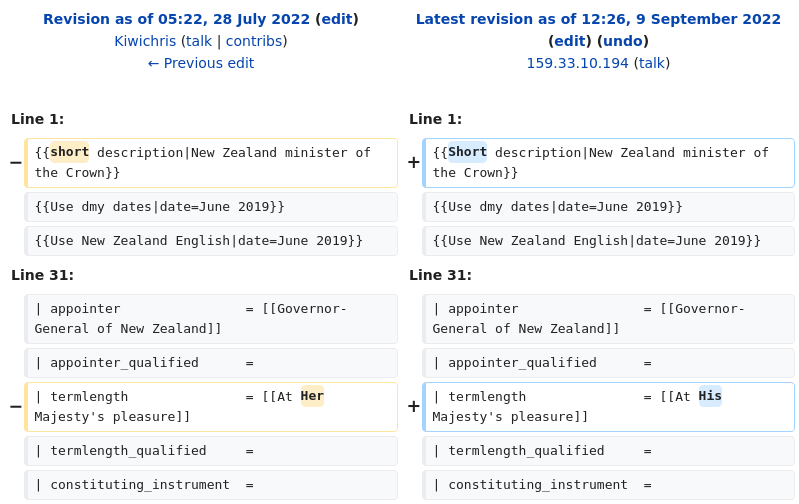 Revision as of 05:22, 28 July 2022 (edit)
Kiwichris (talk | contribs)
← Previous edit
Latest revision as of 12:26, 9 September 2022
(edit) (undo)
159.33.10.194 (talk)
Line 1:
Line 1:
− {{short description|New Zealand minister of
the Crown}}
+ {{Short description|New Zealand minister of
the Crown}}
{{Use dmy dates|date=June 2019}}
{{Use dmy dates|date=June 2019}}
{{Use New Zealand English|date=June 2019}}
{{Use New Zealand English|date=June 2019}}
Line 31:
Line 31:
| appointer                = [[Governor-
General of New Zealand]]
| appointer                = [[Governor-
General of New Zealand]]
| appointer_qualified      =
| appointer_qualified      =
− | termlength               = [[At Her
Majesty's pleasure]]
+ | termlength               = [[At His
Majesty's pleasure]]
| termlength_qualified     =
| termlength_qualified     =
| constituting_instrument  =
| constituting_instrument  =